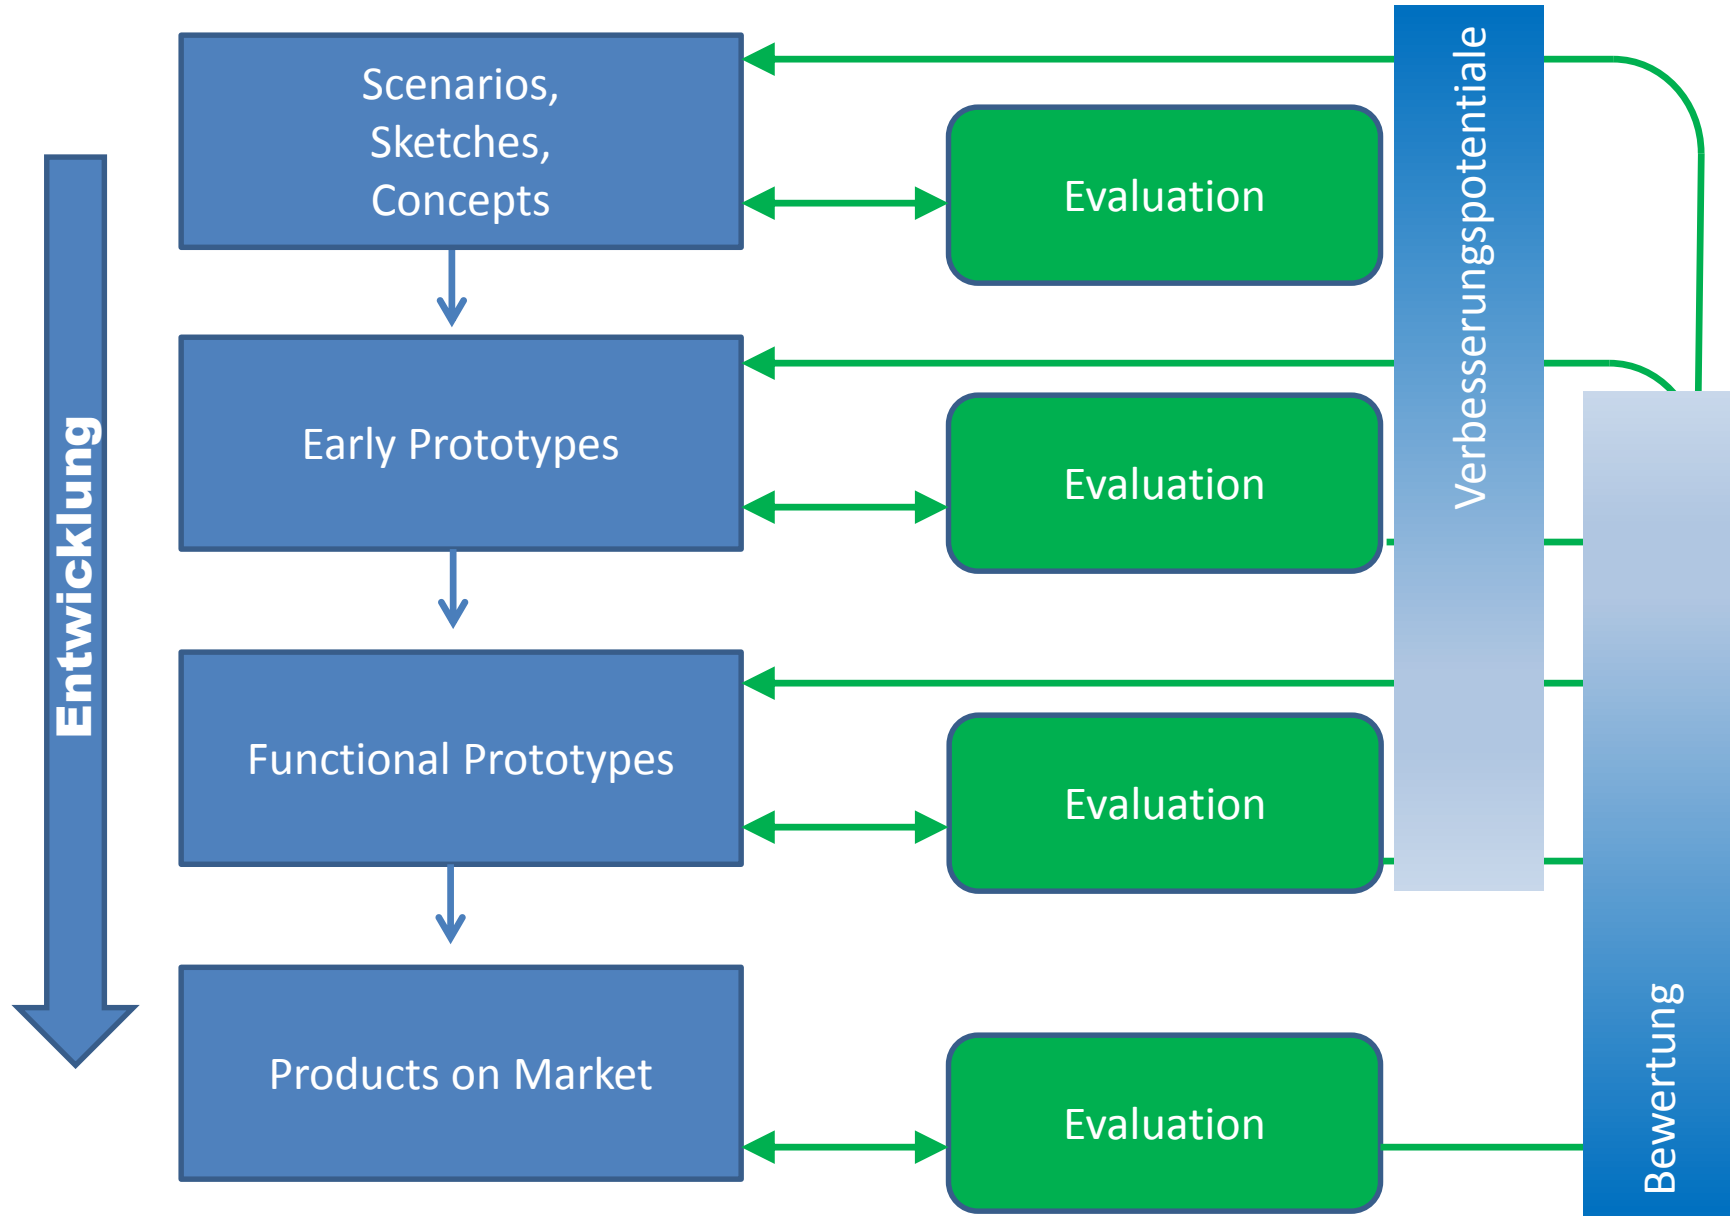 Scenarios,
Sketches,
Concepts
Evaluation
Verbesserungspotentiale
Entwicklung
Early Prototypes
Evaluation
Functional Prototypes
Evaluation
Products on Market
Evaluation
Bewertung